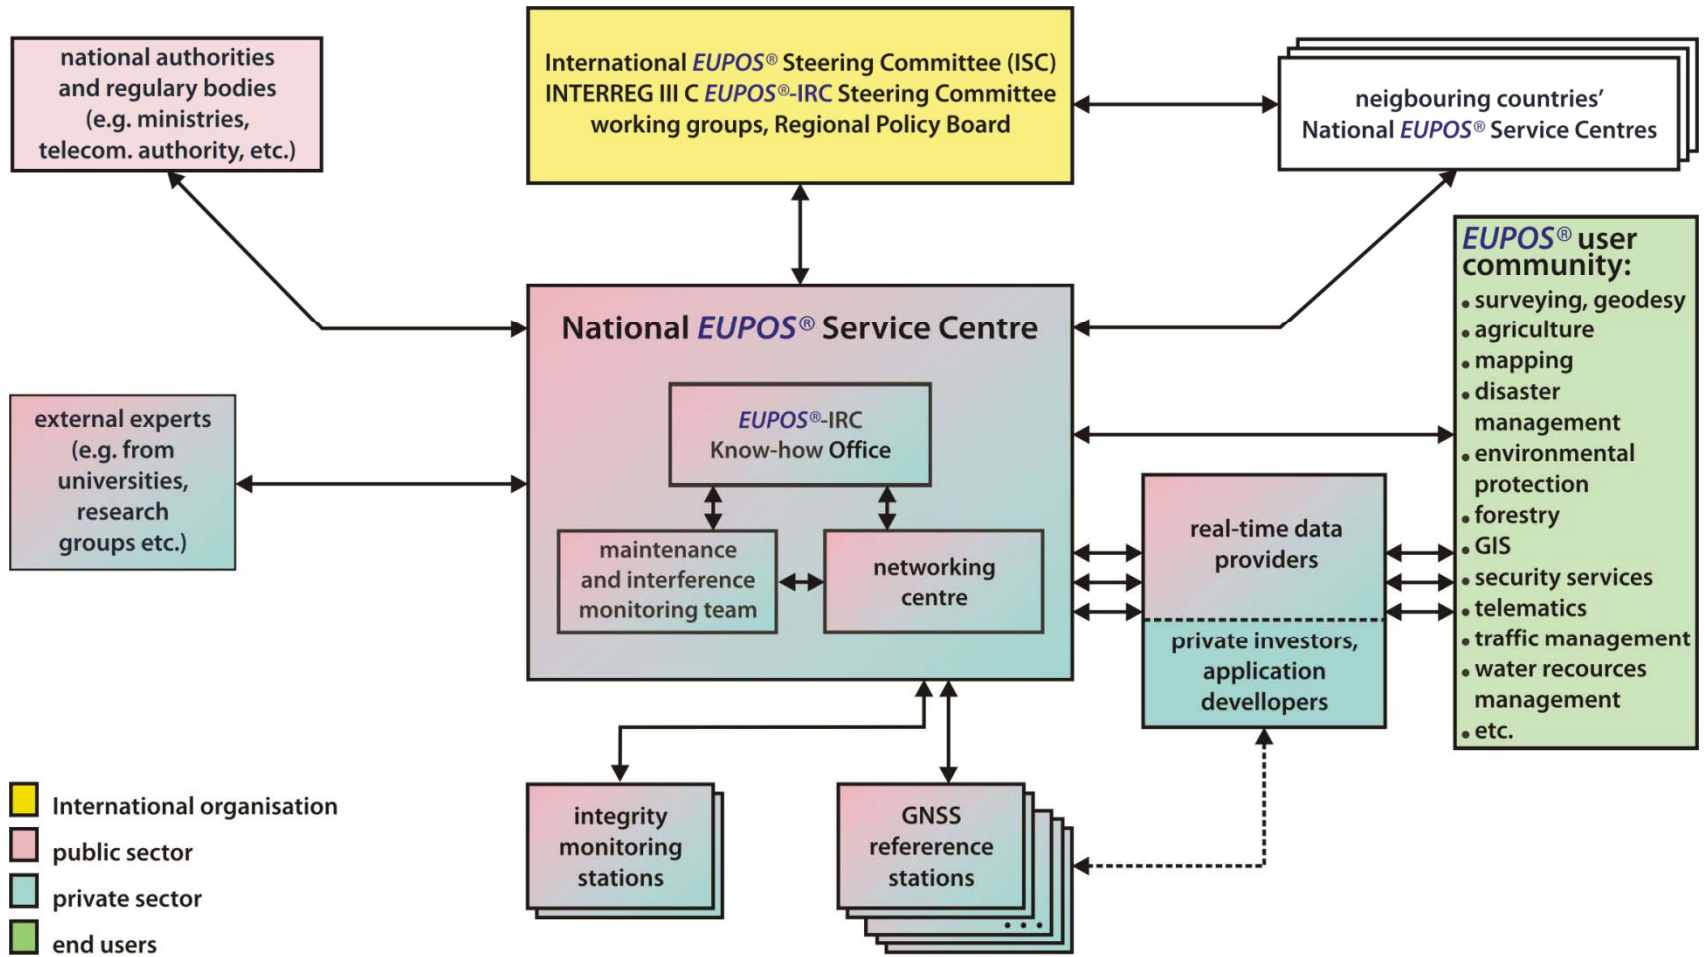 national authorities
and regulary bodies
(e.g. ministries,
telecom. authority, etc.)
International EUPOS® Steering Committee (ISC)
INTERREG III C EUPOS®-IRC Steering Committee
working groups, Regional Policy Board
neigbouring countries’
National EUPOS® Service Centres
National EUPOS® Service Centre
EUPOS®-IRC
Know-how Office
maintenance
and interference
monitoring team
networking
centre
external experts
(e.g. from
universities,
research
groups etc.)
real-time data
providers
private investors,
application
devellopers
EUPOS® user
community:
• surveying, geodesy
• agriculture
• mapping
• disaster
management
• environmental
protection
• forestry
• GIS
• security services
• telematics
• traffic management
• water recources
management
• etc.
integrity
monitoring
stations
GNSS
refererence
stations
• • •
International organisation
public sector
private sector
end users